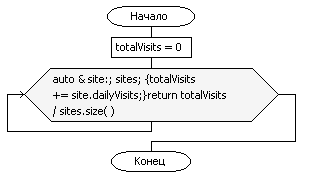 Начало
totalVisits = 0
auto & site:; sites; {totalVisits
+= site.dailyVisits;}return totalVisits
/ sites.size( )
Конец